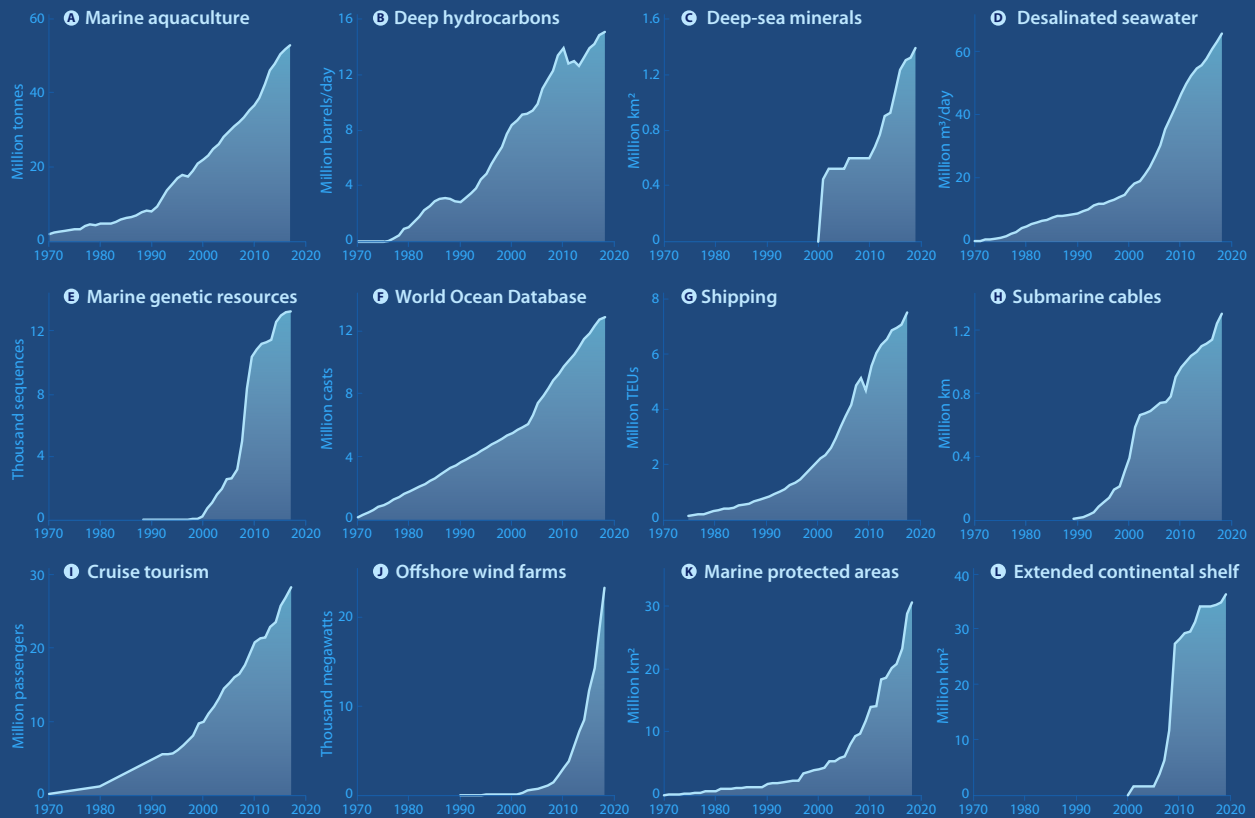 A Marine aquaculture
60
40
20
0
Million tonnes
1970 1980 1990 2000 2010 2020
B Deep hydrocarbons
16
12
8
4
0
Million barrels/day
1970 1980 1990 2000 2010 2020
C Deep-sea minerals
1.6
1.2
0.8
0.4
0
Million km²
1970 1980 1990 2000 2010 2020
D Desalinated seawater
60
40
20
0
Million m³/day
1970 1980 1990 2000 2010 2020
E Marine genetic resources
12
8
4
0
Thousand sequences
1970 1980 1990 2000 2010 2020
F World Ocean Database
12
8
4
0
Million casts
1970 1980 1990 2000 2010 2020
G Shipping
8
6
4
2
0
Million TEUs
1970 1980 1990 2000 2010 2020
H Submarine cables
1.2
0.8
0.4
0
Million km
1970 1980 1990 2000 2010 2020
I Cruise tourism
30
20
10
0
Million passengers
1970 1980 1990 2000 2010 2020
J Offshore wind farms
20
10
0
Thousand megawatts
1970 1980 1990 2000 2010 2020
K Marine protected areas
30
20
10
0
Million km²
1970 1980 1990 2000 2010 2020
L Extended continental shelf
40
30
20
10
0
Million km²
1970 1980 1990 2000 2010 2020